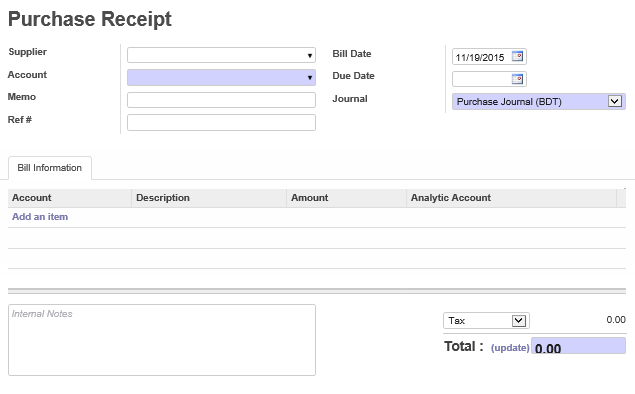 Purchase Receipt
Supplier
Bill Date
11/19/2015
Account
Due Date
Memo
Journal
Purchase Journal (BDT)
Ref #
Bill Information
Account Description Amount Analytic Account
Add an item
Internal Notes
Tax 0.00
Total : (update) 0.00